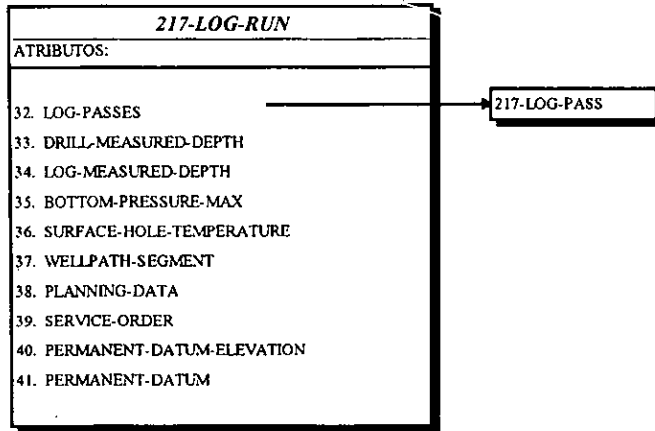 217-LOG-RUN
ATRIBUTOS:
32. LOG-PASSES
217-LOG-PASS
33. DRILL-MEASURED-DEPTH
34. LOG-MEASURED-DEPTH
35. BOTTOM-PRESSURE-MAX
36. SURFACE-HOLE-TEMPERATURE
37. WELLPATH-SEGMENT
38. PLANNING-DATA
39. SERVICE-ORDER
40. PERMANENT-DATUM-ELEVATION
41. PERMANENT-DATUM